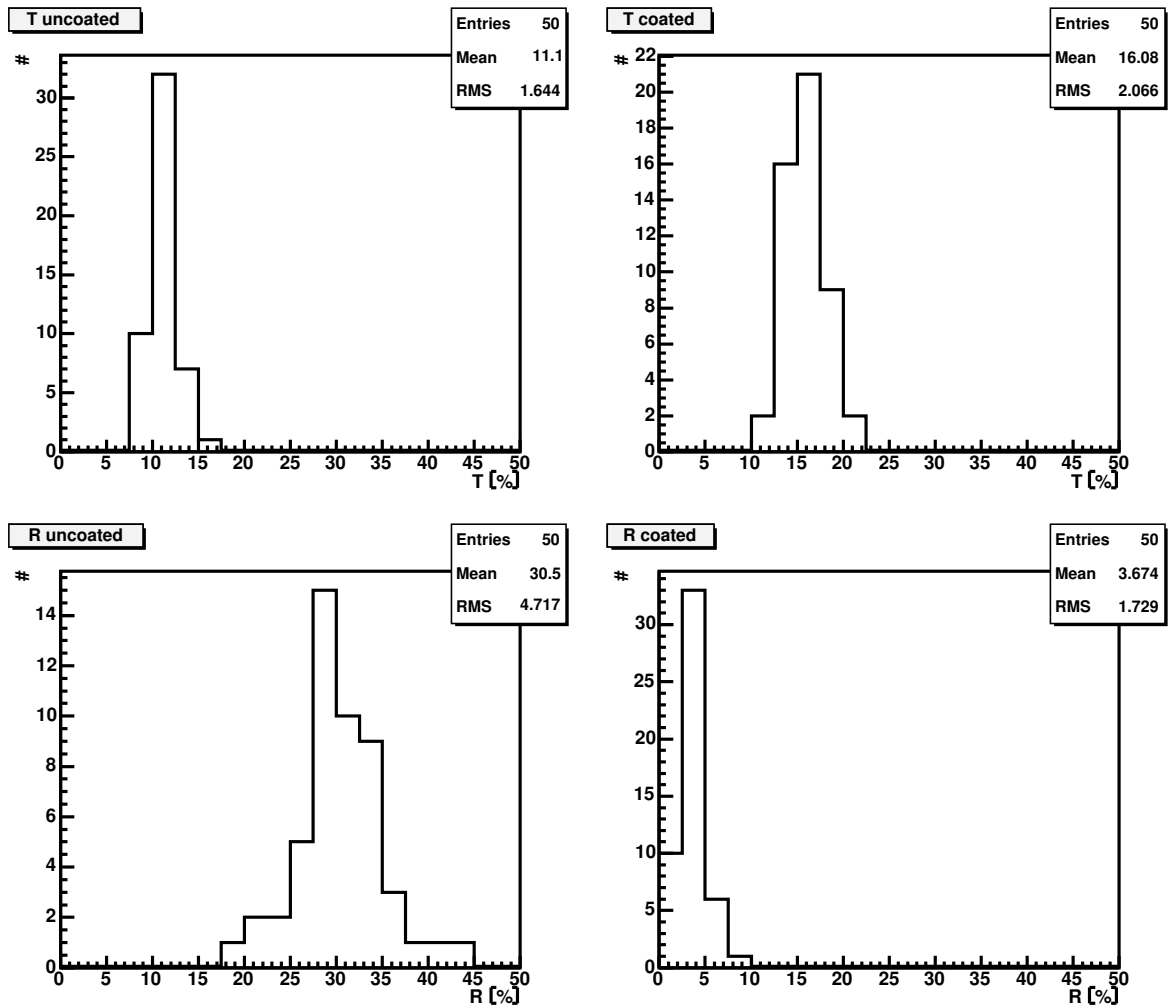 T uncoated
Entries 50
Mean 11.1
RMS 1.644
#
30
25
20
15
10
5
0
0 5 10 15 20 25 30 35 40 45 50
T [%]
T coated
Entries 50
Mean 16.08
RMS 2.066
#
22
20
18
16
14
12
10
8
6
4
2
0
0 5 10 15 20 25 30 35 40 45 50
T [%]
R uncoated
Entries 50
Mean 30.5
RMS 4.717
#
14
12
10
8
6
4
2
0
0 5 10 15 20 25 30 35 40 45 50
R [%]
R coated
Entries 50
Mean 3.674
RMS 1.729
#
30
25
20
15
10
5
0
0 5 10 15 20 25 30 35 40 45 50
R [%]